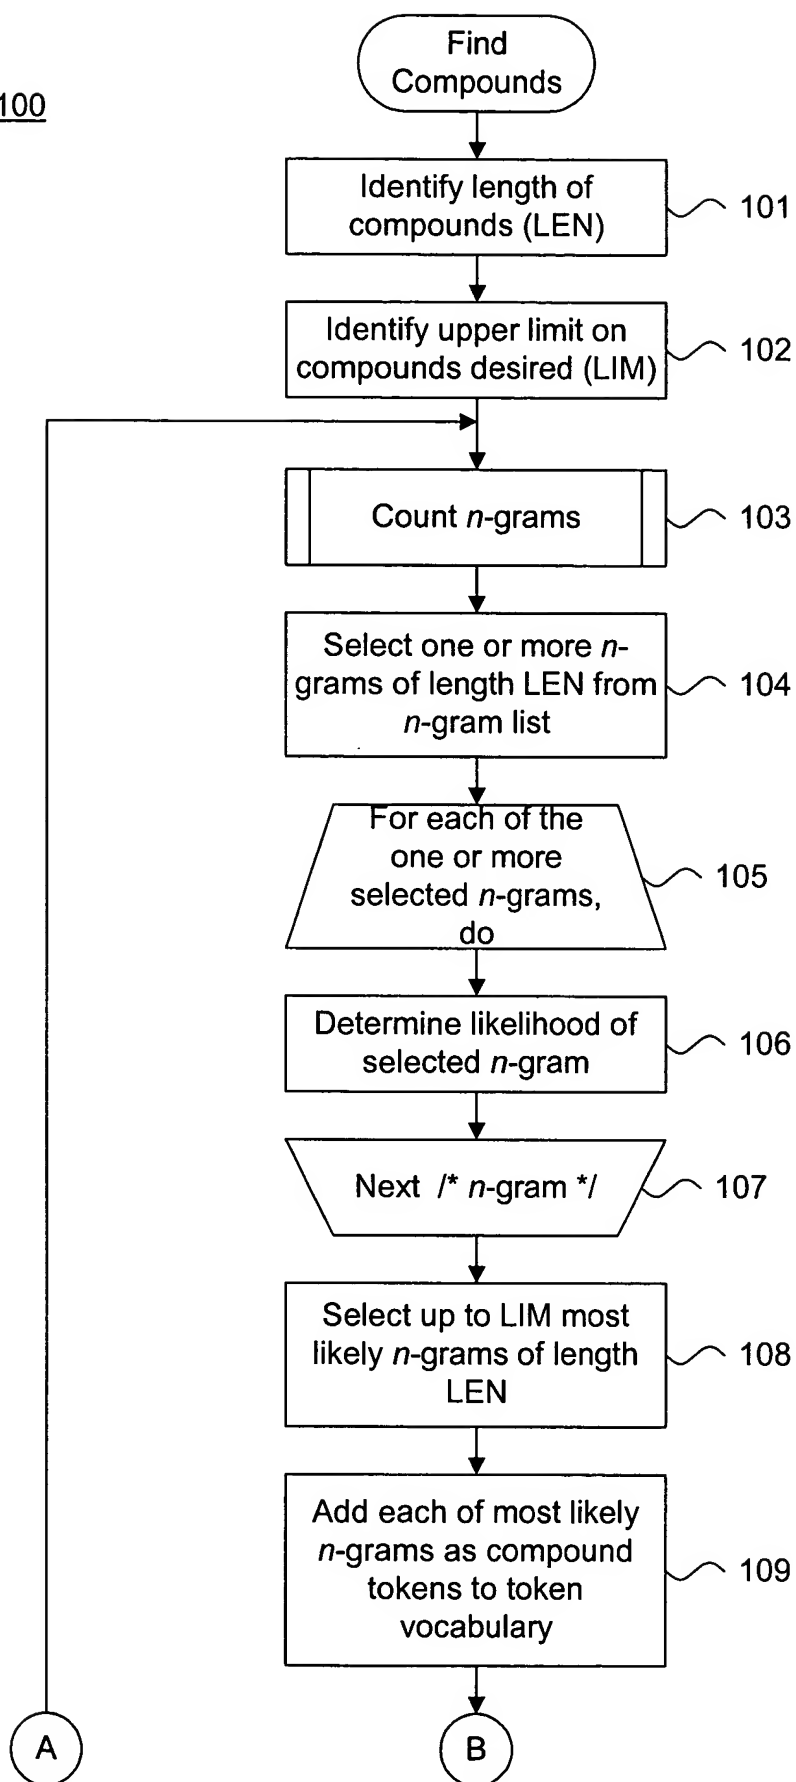 Find
Compounds
100
Identify length of
compounds (LEN)
101
Identify upper limit on
compounds desired (LIM)
102
Count n-grams
103
Select one or more n-
grams of length LEN from
n-gram list
104
For each of the
one or more
selected n-grams,
do
105
Determine likelihood of
selected n-gram
106
Next /* n-gram */
107
Select up to LIM most
likely n-grams of length
LEN
108
Add each of most likely
n-grams as compound
tokens to token
vocabulary
109
A
B